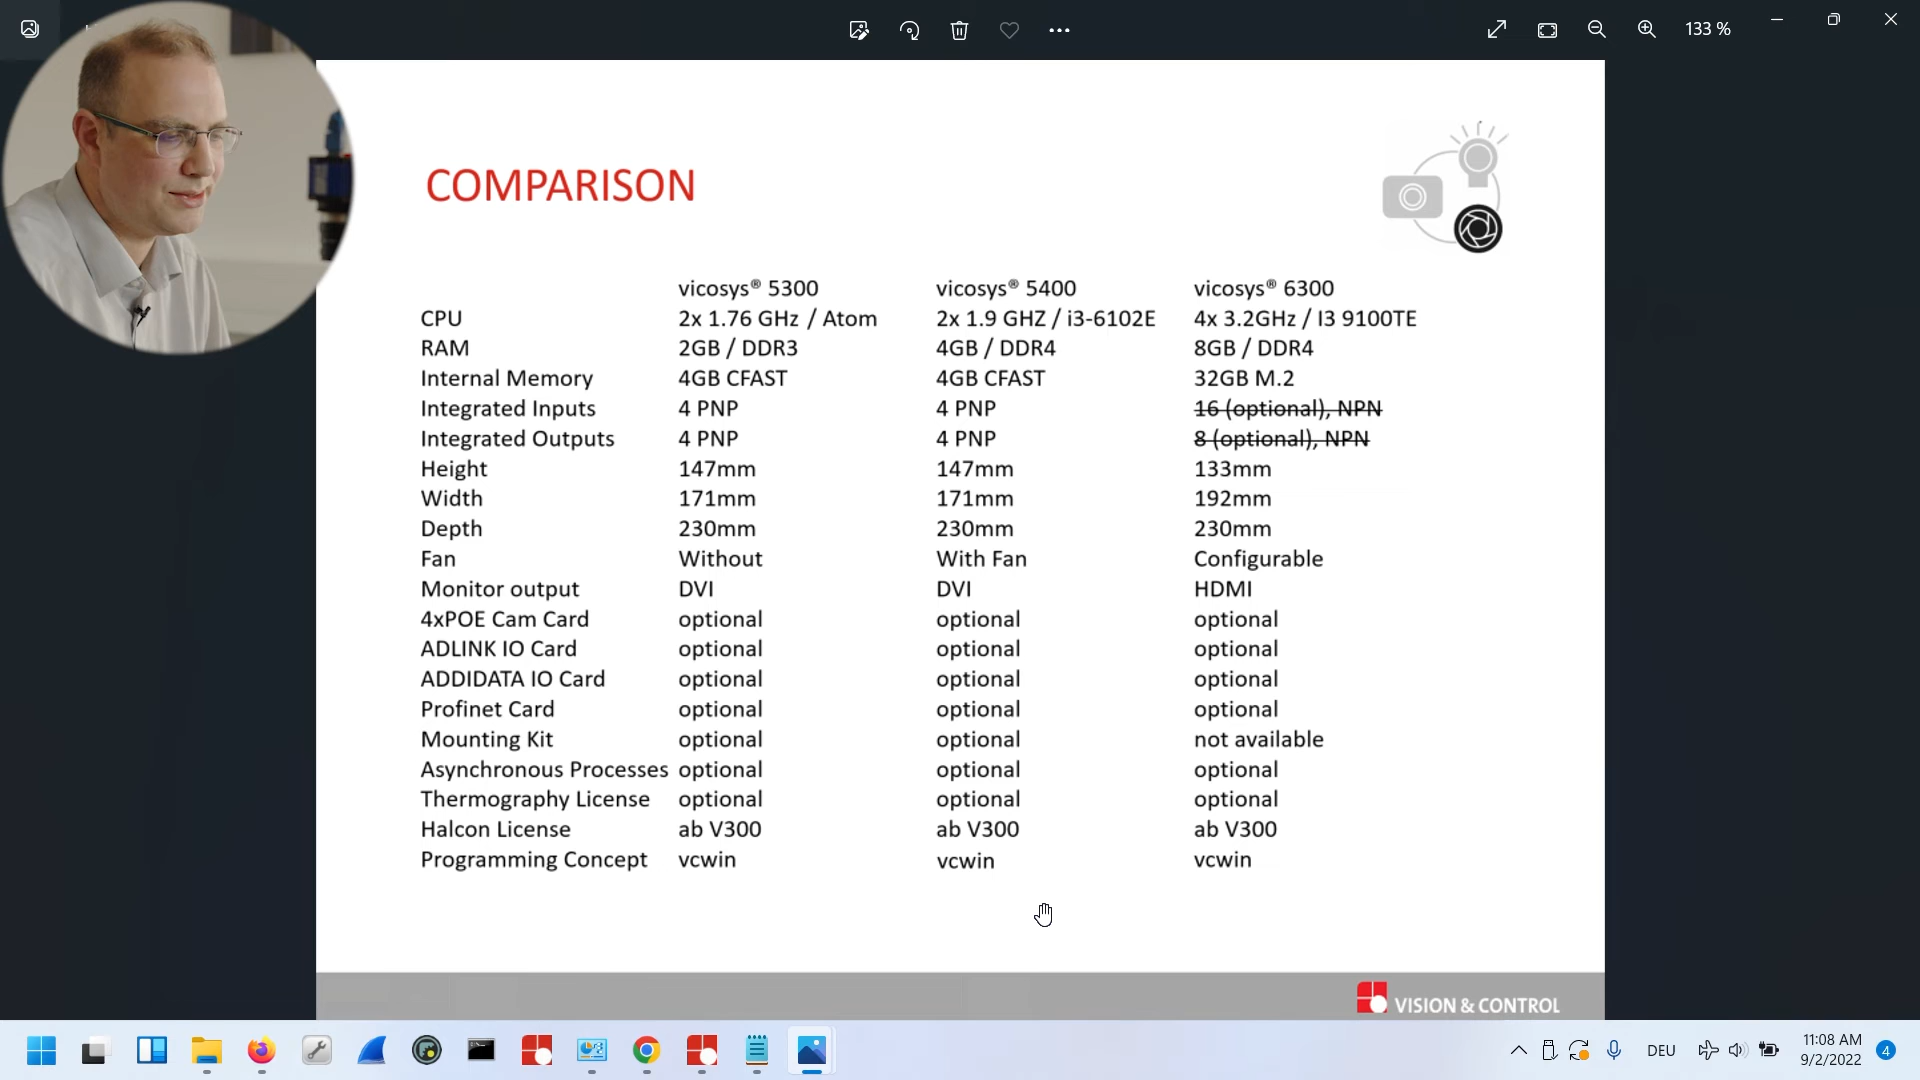 133 %
COMPARISON
vicosys® 5300 vicosys® 5400 vicosys® 6300
CPU 2x 1.76 GHz / Atom 2x 1.9 GHZ / i3-6102E 4x 3.2GHz / I3 9100TE
RAM 2GB / DDR3 4GB / DDR4 8GB / DDR4
Internal Memory 4GB CFAST 4GB CFAST 32GB M.2
Integrated Inputs 4 PNP 4 PNP 16 (optional), NPN
Integrated Outputs 4 PNP 4 PNP 8 (optional), NPN
Height 147mm 147mm 133mm
Width 171mm 171mm 192mm
Depth 230mm 230mm 230mm
Fan Without With Fan Configurable
Monitor output DVI DVI HDMI
4xPOE Cam Card optional optional optional
ADLINK IO Card optional optional optional
ADDIDATA IO Card optional optional optional
Profinet Card optional optional optional
Mounting Kit optional optional not available
Asynchronous Processes optional optional optional
Thermography License optional optional optional
Halcon License ab V300 ab V300 ab V300
Programming Concept vcwin vcwin vcwin
VISION & CONTROL
DEU
11:08 AM
9/2/2022
4